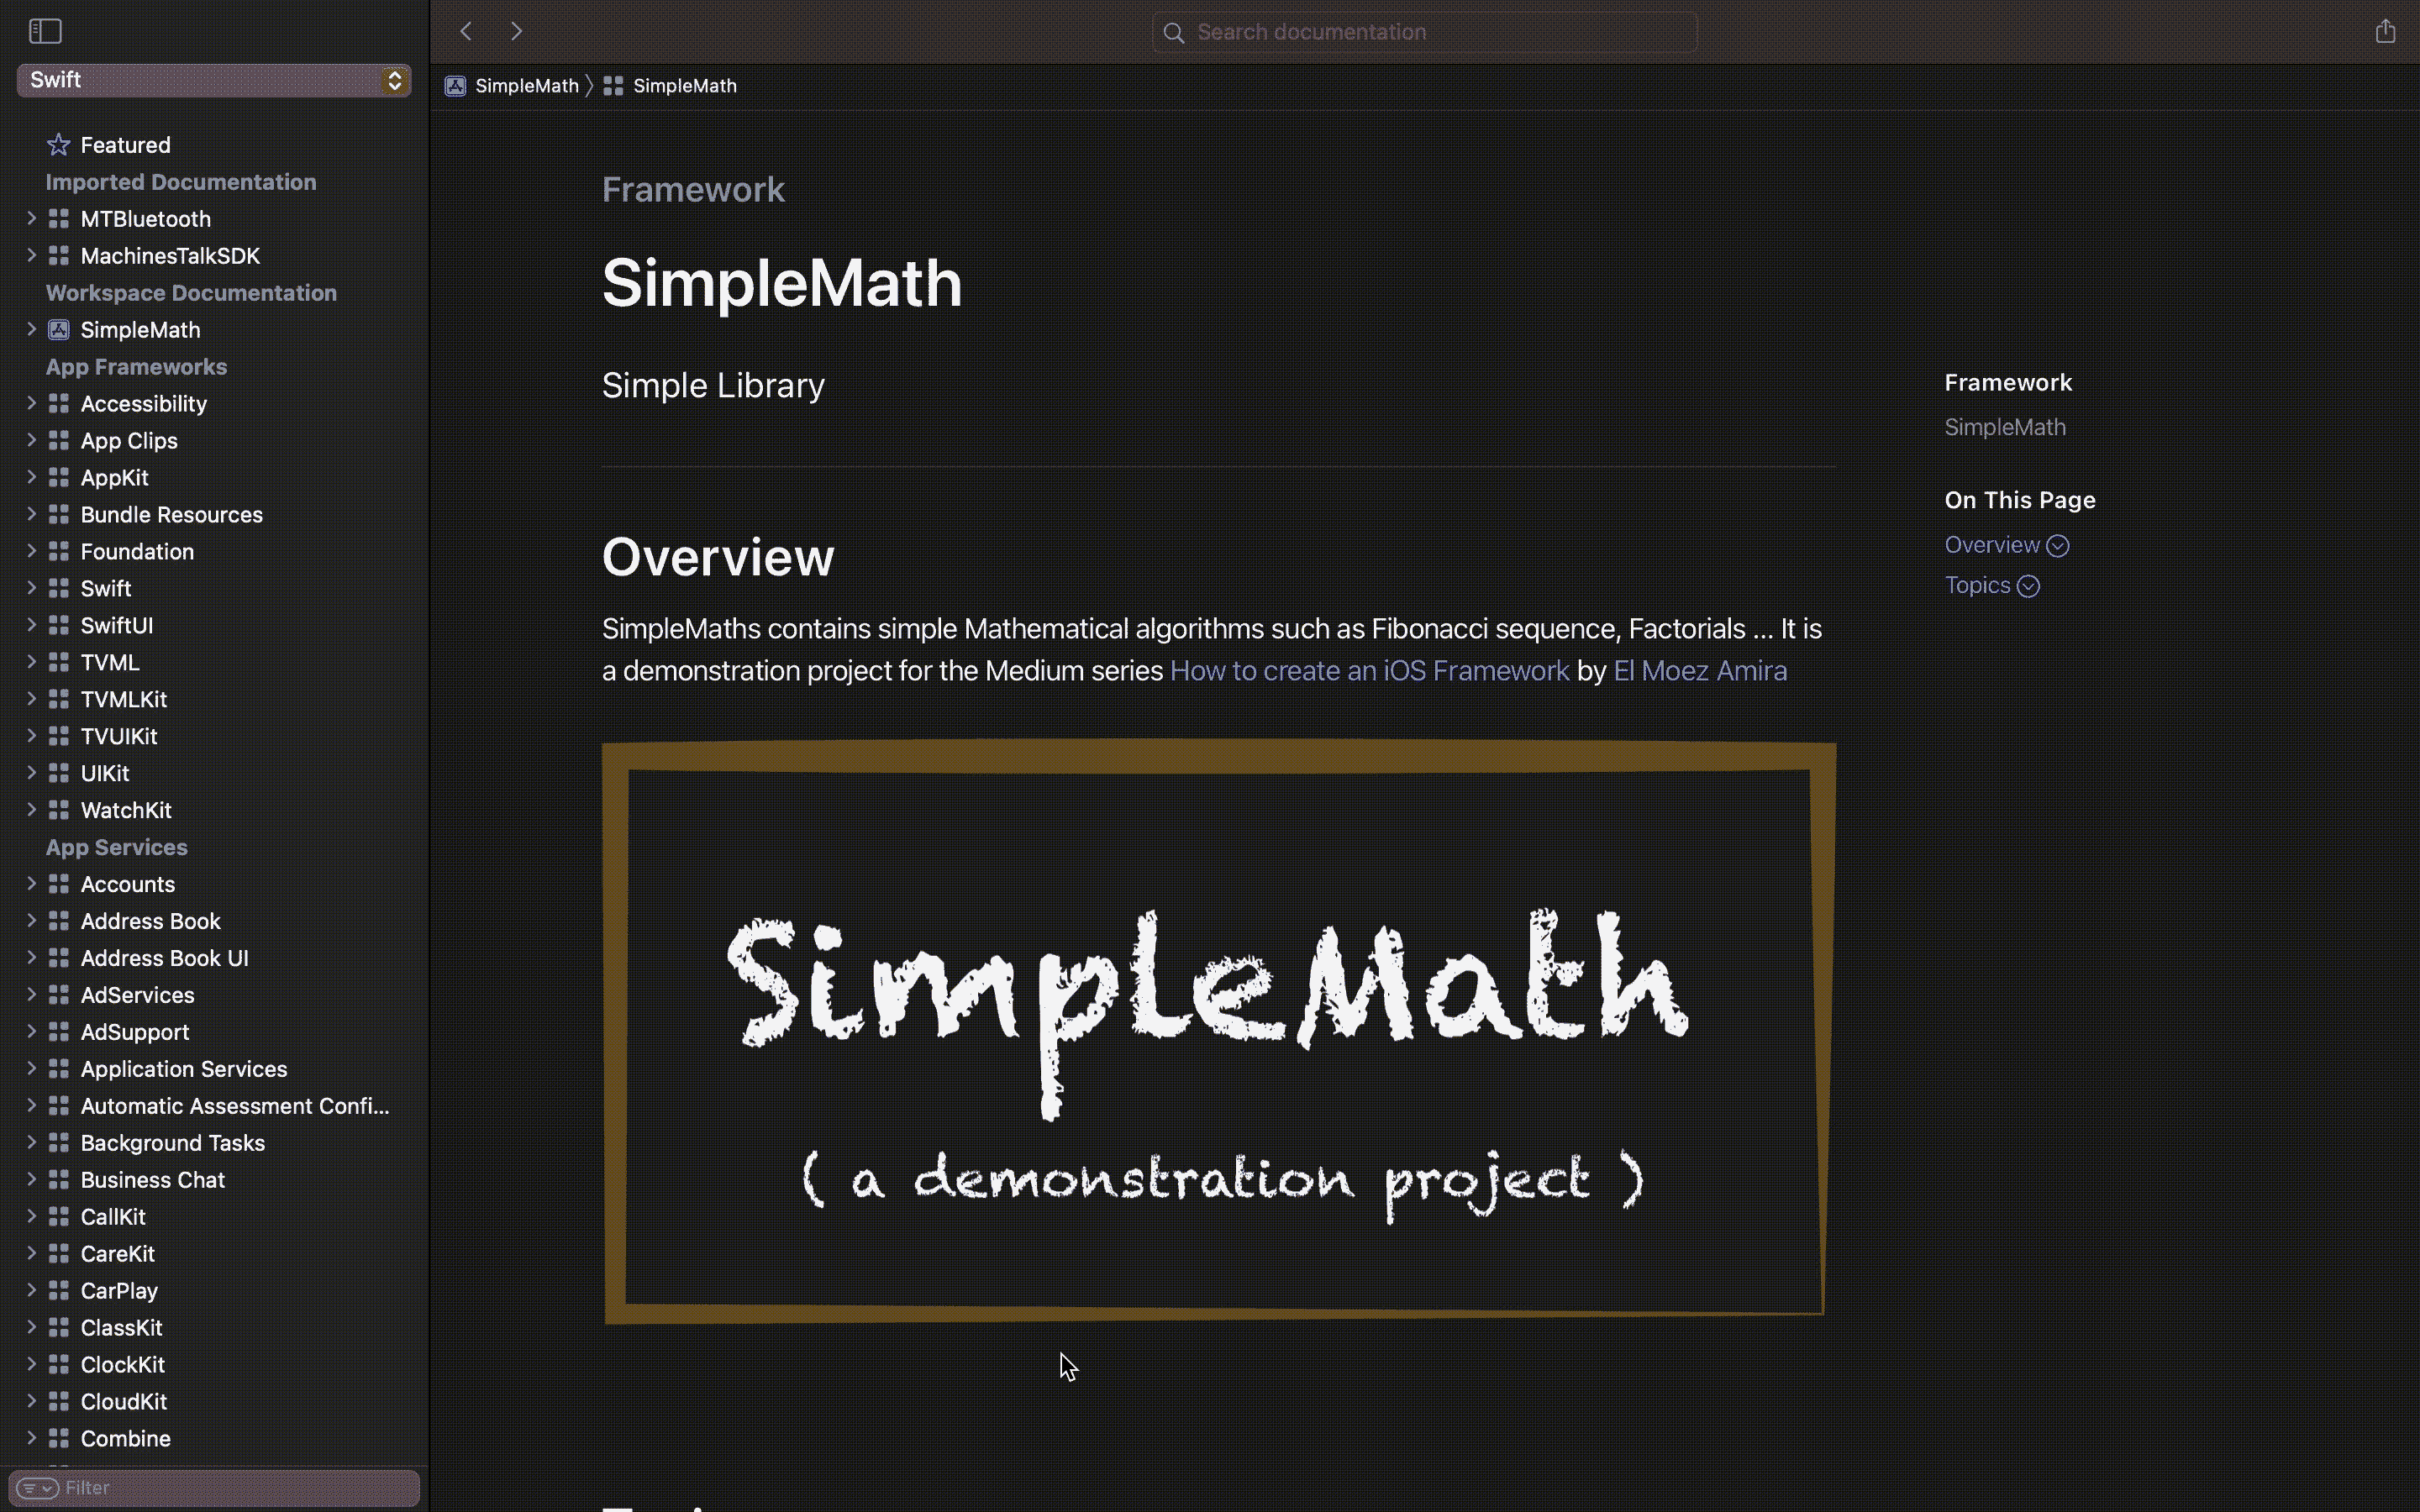 Swift
Featured
Imported Documentation
MTBluetooth
MachinesTalkSDK
Workspace Documentation
SimpleMath
App Frameworks
Accessibility
App Clips
AppKit
Bundle Resources
Foundation
Swift
SwiftUI
TVML
TVMLKit
TVUIKit
UIKit
WatchKit
App Services
Accounts
Address Book
Address Book UI
AdServices
AdSupport
Application Services
Automatic Assessment Confi...
Background Tasks
Business Chat
CallKit
CareKit
CarPlay
ClassKit
ClockKit
CloudKit
Combine
Filter
Search documentation
SimpleMath 〉 SimpleMath
Framework
SimpleMath
Simple Library
Overview
SimpleMaths contains simple Mathematical algorithms such as Fibonacci sequence, Factorials ... It is
a demonstration project for the Medium series How to create an iOS Framework by El Moez Amira
SimpleMath
( a demonstration project )
Framework
SimpleMath
On This Page
Overview
Topics